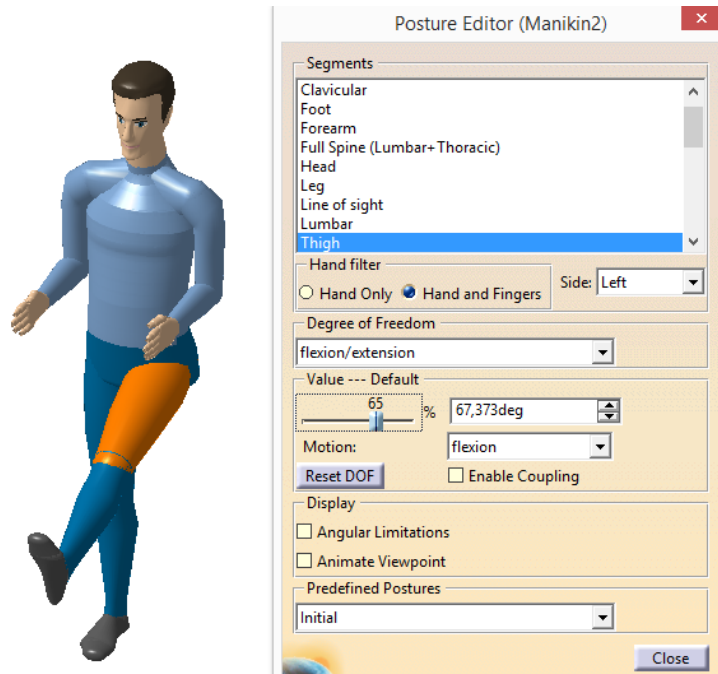 Posture Editor (Manikin2)
Segments
Clavicular
Foot
Forearm
Full Spine (Lumbar+Thoracic)
Head
Leg
Line of sight
Lumbar
Thigh
Hand filter
Hand Only Hand and Fingers
Side: Left
Degree of Freedom
flexion/extension
Value --- Default
65
% 67,373deg
Motion: flexion
Reset DOF Enable Coupling
Display
Angular Limitations
Animate Viewpoint
Predefined Postures
Initial
Close